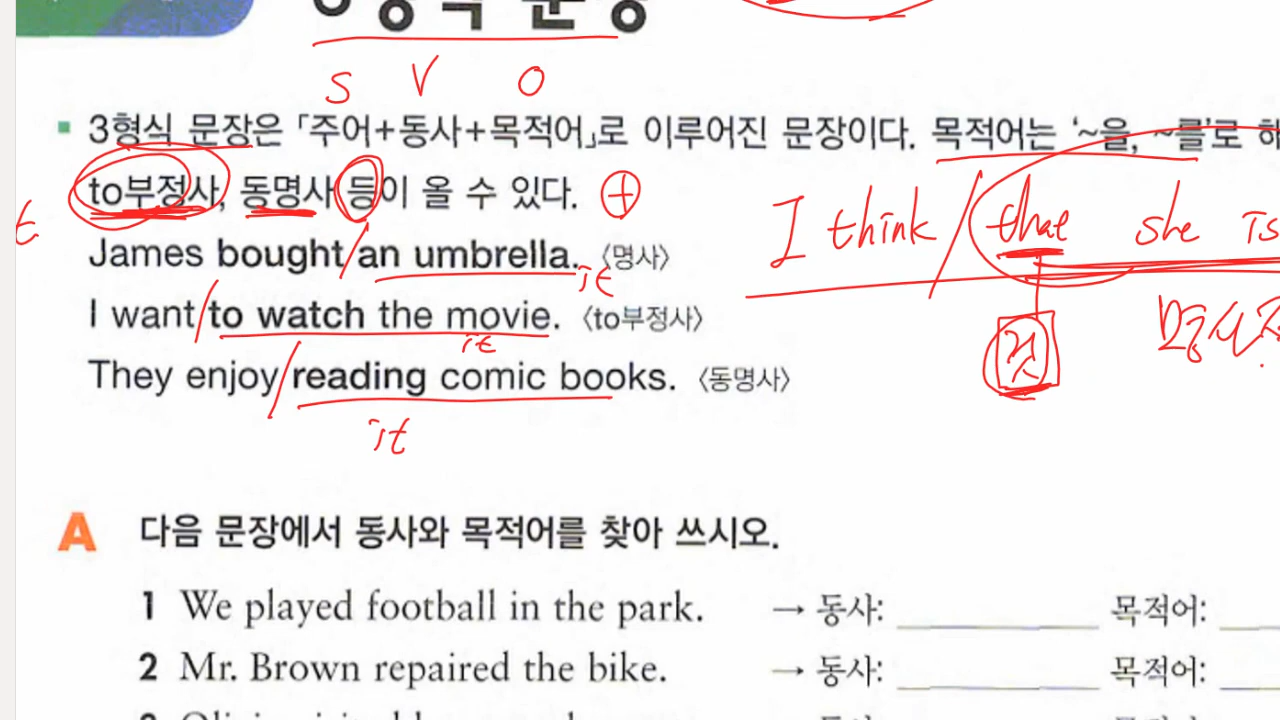 S V O
3형식 문장은 「주어+동사+목적어」로 이루어진 문장이다. 목적어는 '~을, ~를'로 해
to부정사, 동명사 등이 올 수 있다.
I think / that she is
James bought / an umbrella. 〈명사〉
it
I want / to watch the movie. 〈to부정사〉
it
것
They enjoy / reading comic books. 〈동명사〉
it
A 다음 문장에서 동사와 목적어를 찾아 쓰시오.
1 We played football in the park. → 동사: 목적어:
2 Mr. Brown repaired the bike. → 동사: 목적어: